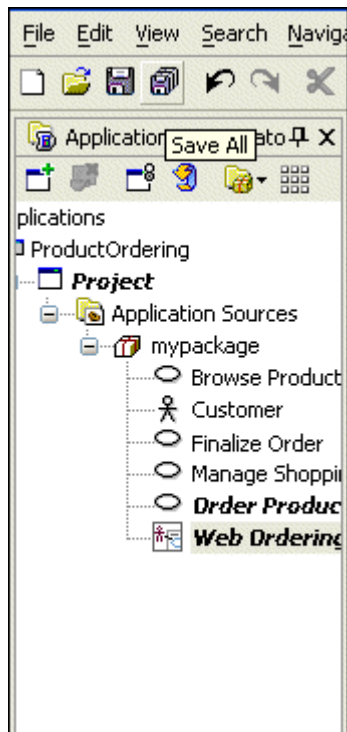 File Edit View Search Naviga
Application ato
Save All
plications
ProductOrdering
Project
Application Sources
mypackage
Browse Product
Customer
Finalize Order
Manage Shoppi
Order Produc
Web Ordering